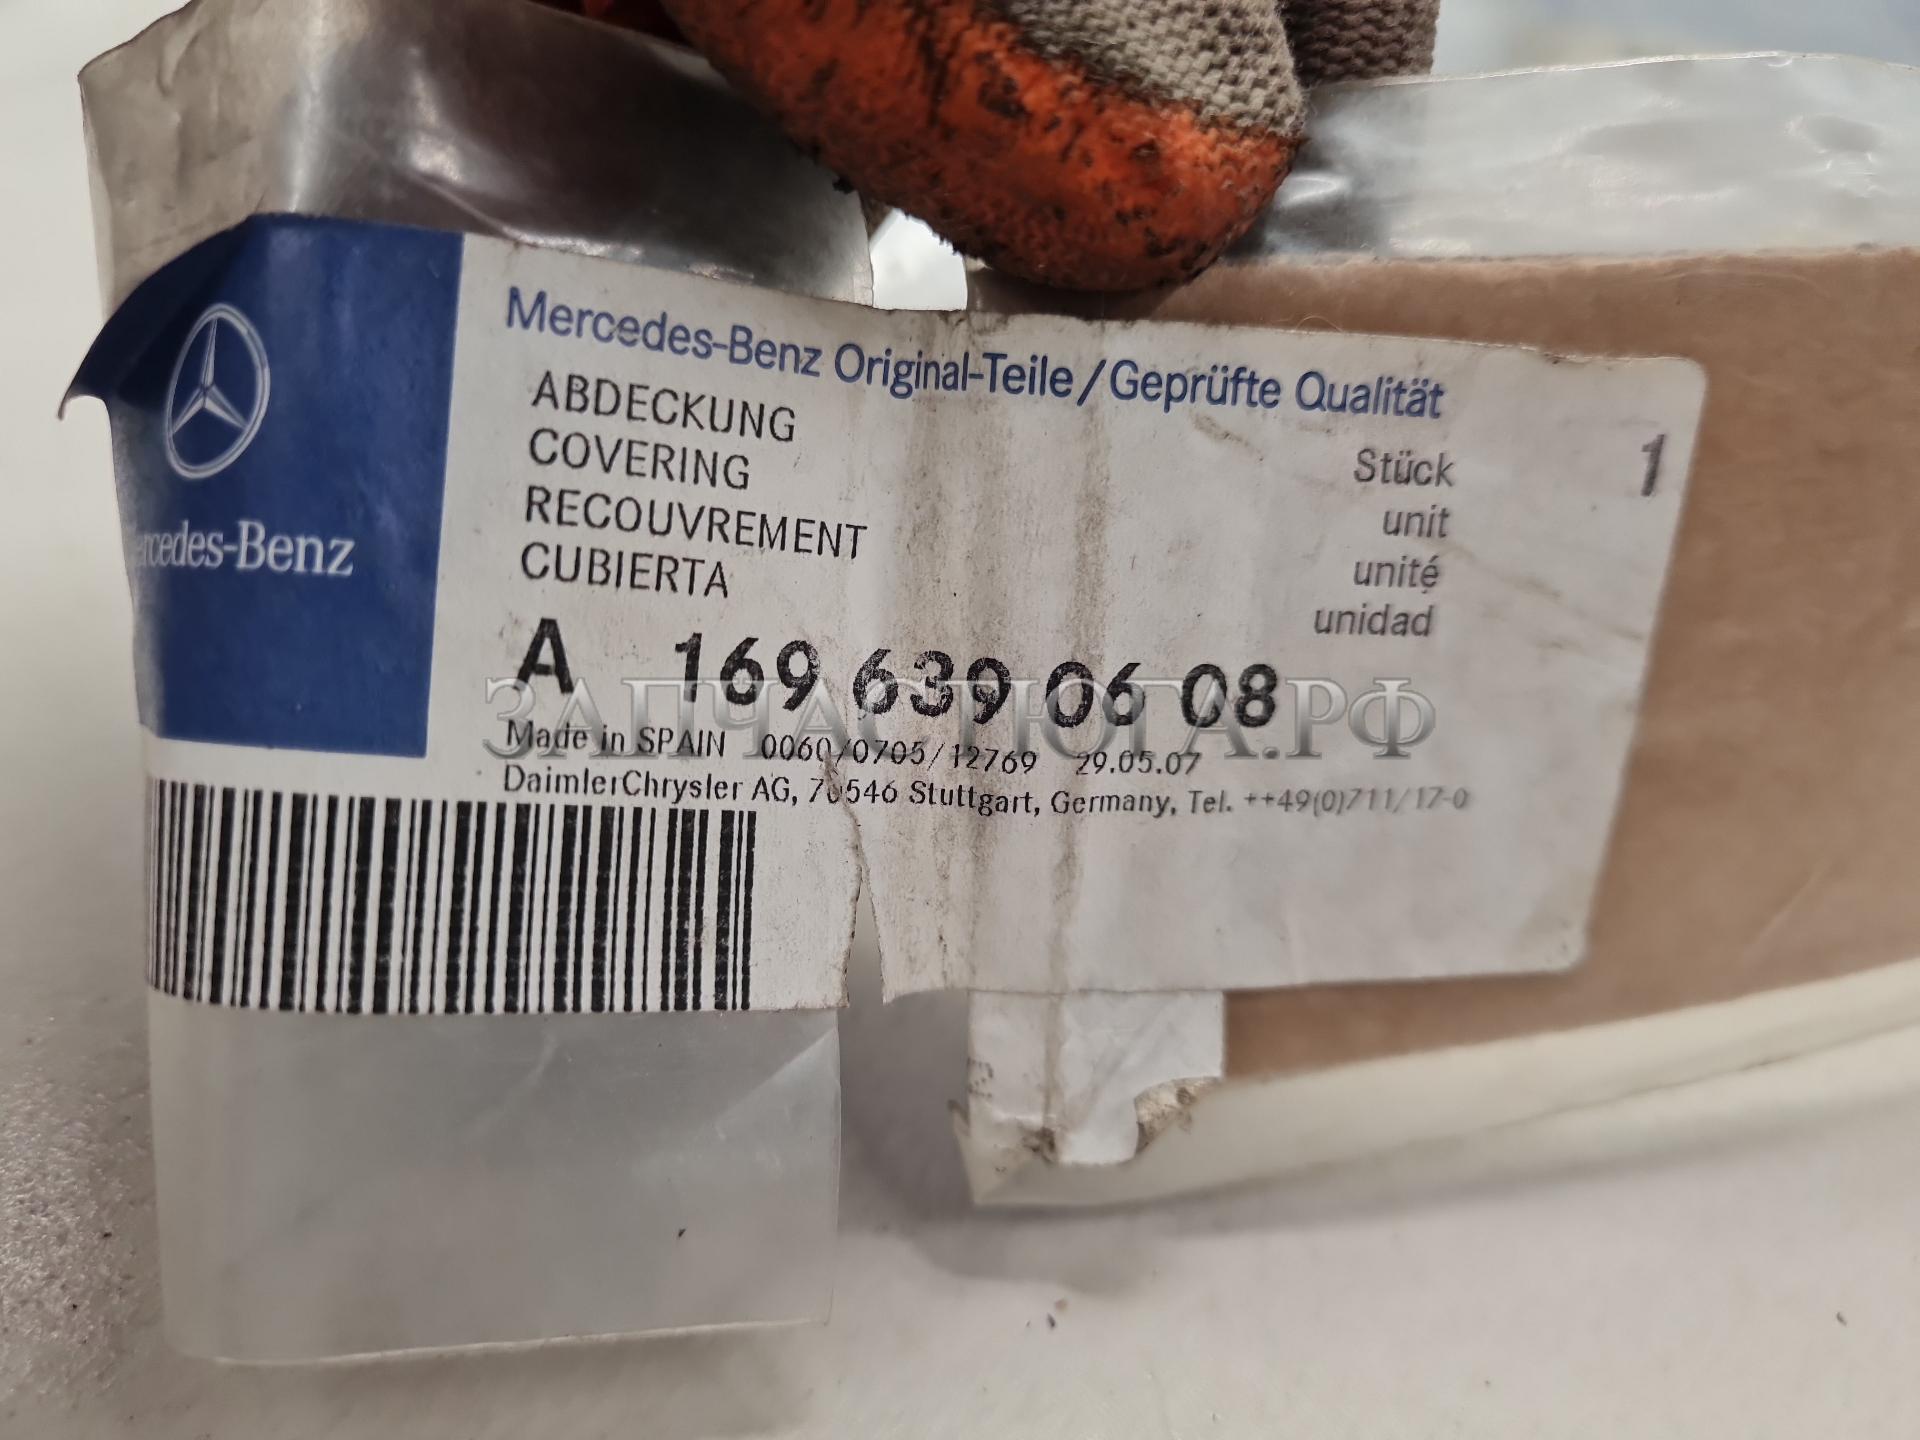 Mercedes-Benz Original-Teile/Geprüfte Qualität
ABDECKUNG
COVERING
RECOUVREMENT
CUBIERTA
Stück 1
unit
unité
unidad
A 169 639 06 08
Made in SPAIN 0060/0705/12769 29.05.07
DaimlerChrysler AG, 70546 Stuttgart, Germany, Tel. ++49(0)711/17-0
Mercedes-Benz
ЗАПЧАСТЮГА.РФ